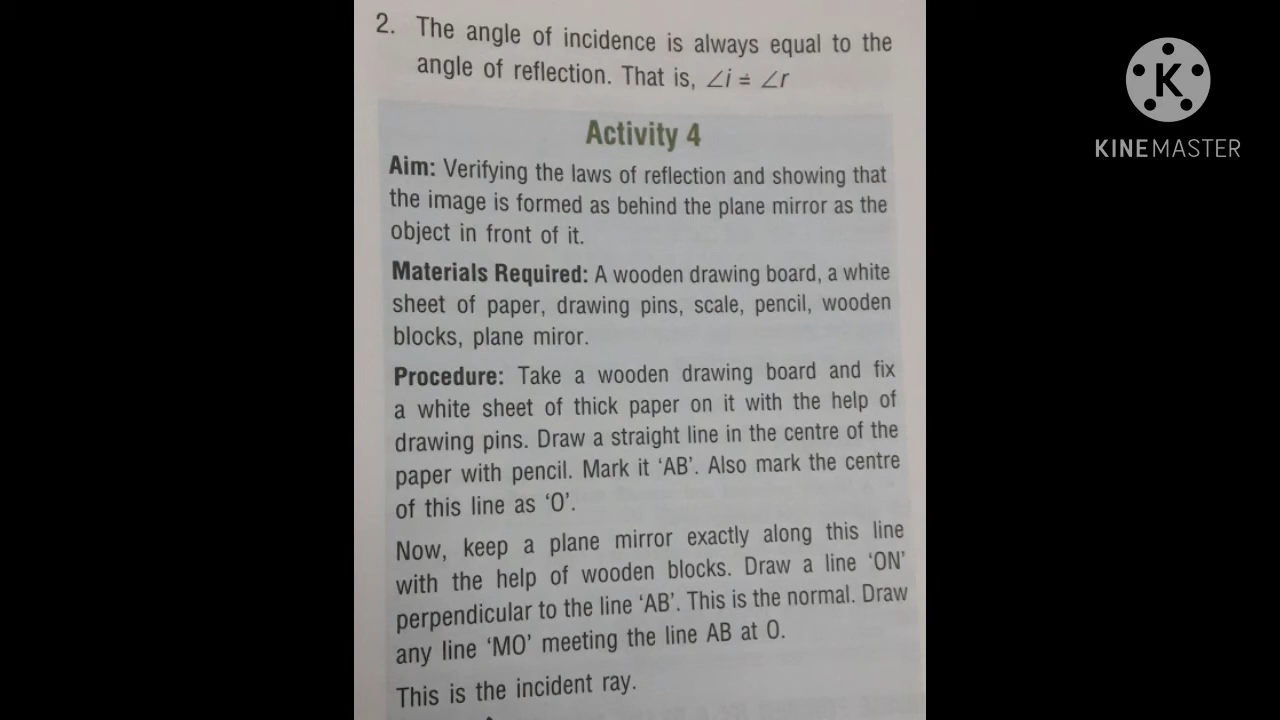 2. The angle of incidence is always equal to the
angle of reflection. That is, ∠i = ∠r
Activity 4
Aim: Verifying the laws of reflection and showing that
the image is formed as behind the plane mirror as the
object in front of it.
Materials Required: A wooden drawing board, a white
sheet of paper, drawing pins, scale, pencil, wooden
blocks, plane miror.
Procedure: Take a wooden drawing board and fix
a white sheet of thick paper on it with the help of
drawing pins. Draw a straight line in the centre of the
paper with pencil. Mark it ‘AB’. Also mark the centre
of this line as ‘O’.
Now, keep a plane mirror exactly along this line
with the help of wooden blocks. Draw a line ‘ON’
perpendicular to the line ‘AB’. This is the normal. Draw
any line ‘MO’ meeting the line AB at O.
This is the incident ray.
K
KINEMASTER